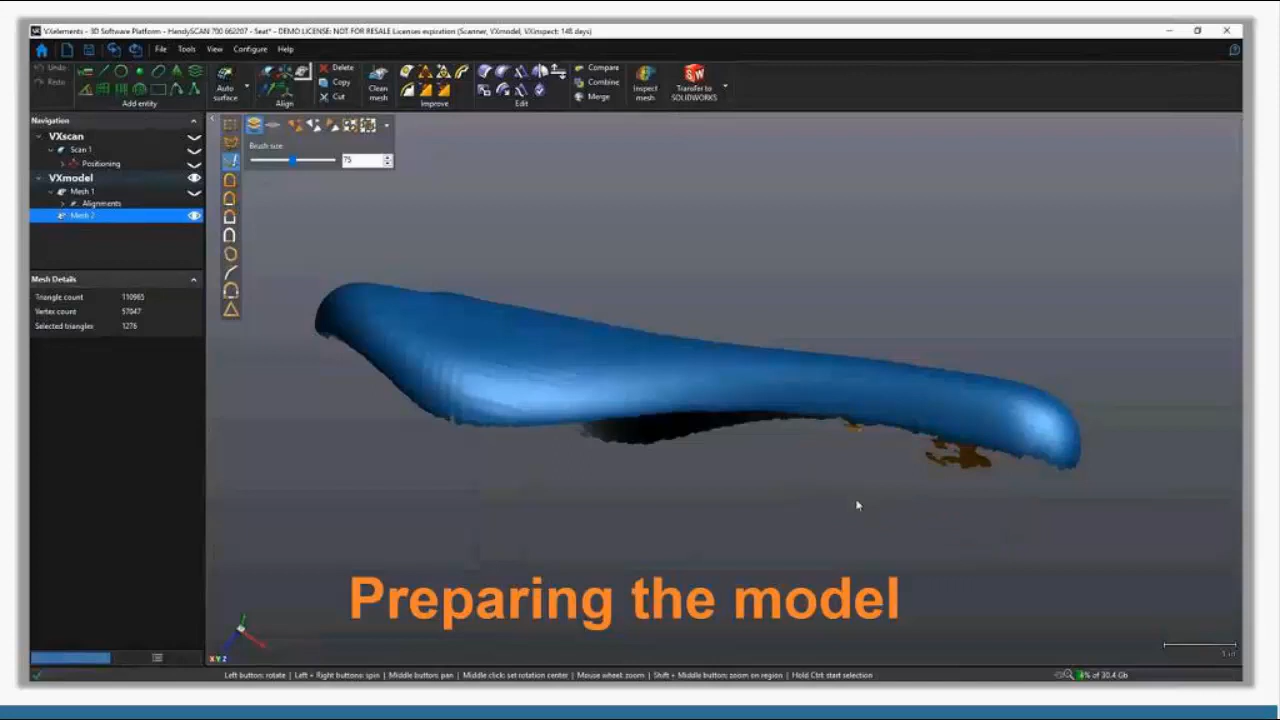 VXelements - 3D Software Platform - HandySCAN 700 662207 - Seat* - DEMO LICENSE: NOT FOR RESALE Licenses expiration (Scanner, VXmodel, VXinspect: 148 days)
File Tools View Configure Help
Undo
Redo
Add entity
Auto surface
Align
Delete
Copy
Cut
Clean mesh
Improve
Edit
Compare
Combine
Merge
Inspect mesh
Transfer to SOLIDWORKS
Navigation
VXscan
Scan 1
Positioning
VXmodel
Mesh 1
Alignments
Mesh 2
Brush size
75
Mesh Details
Triangle count 110985
Vertex count 57047
Selected triangles 1276
Preparing the model
X Y Z
Left button: rotate | Left + Right buttons: spin | Middle button: pan | Middle click: set rotation center | Mouse wheel: zoom | Shift + Middle button: zoom on region | Hold Ctrl: start selection
% of 30.4 Gb